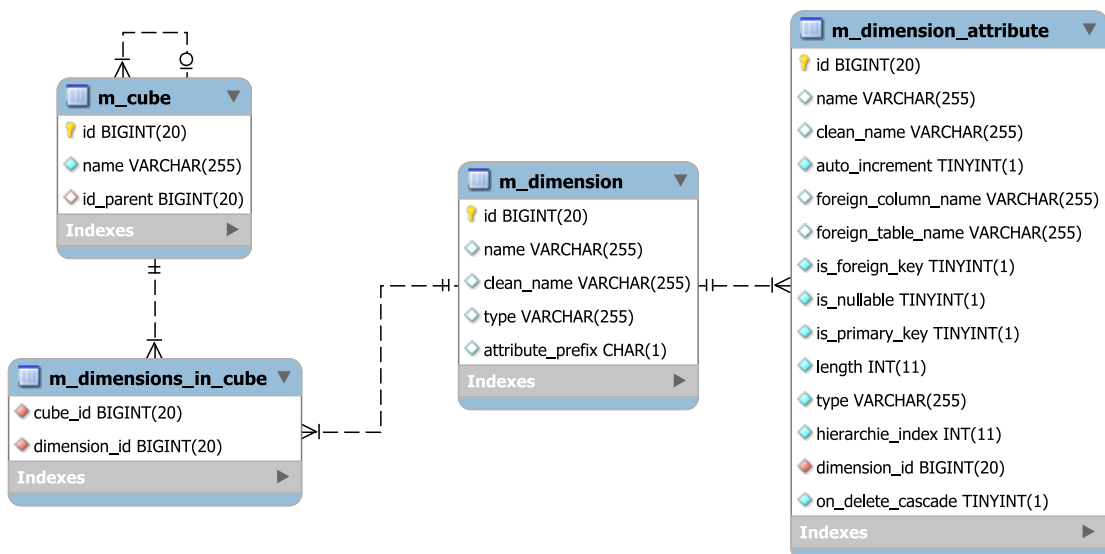 m_cube
id BIGINT(20)
name VARCHAR(255)
id_parent BIGINT(20)
Indexes
m_dimensions_in_cube
cube_id BIGINT(20)
dimension_id BIGINT(20)
Indexes
m_dimension
id BIGINT(20)
name VARCHAR(255)
clean_name VARCHAR(255)
type VARCHAR(255)
attribute_prefix CHAR(1)
Indexes
m_dimension_attribute
id BIGINT(20)
name VARCHAR(255)
clean_name VARCHAR(255)
auto_increment TINYINT(1)
foreign_column_name VARCHAR(255)
foreign_table_name VARCHAR(255)
is_foreign_key TINYINT(1)
is_nullable TINYINT(1)
is_primary_key TINYINT(1)
length INT(11)
type VARCHAR(255)
hierarchie_index INT(11)
dimension_id BIGINT(20)
on_delete_cascade TINYINT(1)
Indexes